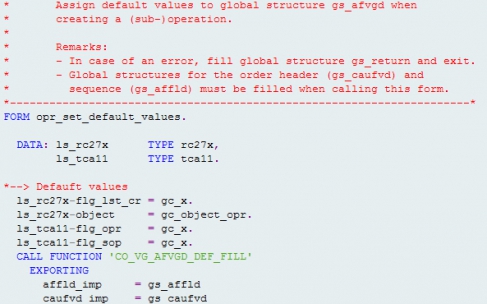 *      Assign default values to global structure gs_afvgd when
*      creating a (sub-)operation.
*
*      Remarks:
*      - In case of an error, fill global structure gs_return and exit.
*      - Global structures for the order header (gs_caufvd) and
*        sequence (gs_affld) must be filled when calling this form.
*----------------------------------------------------------------------*
FORM opr_set_default_values.
  DATA: ls_rc27x      TYPE rc27x,
        ls_tca11      TYPE tca11.
*--> Default values
  ls_rc27x-flg_lst_cr = gc_x.
  ls_rc27x-object     = gc_object_opr.
  ls_tca11-flg_opr    = gc_x.
  ls_tca11-flg_sop    = gc_x.
  CALL FUNCTION 'CO_VG_AFVGD_DEF_FILL'
    EXPORTING
      affld_imp     = gs_affld
      caufvd_imp    = gs_caufvd